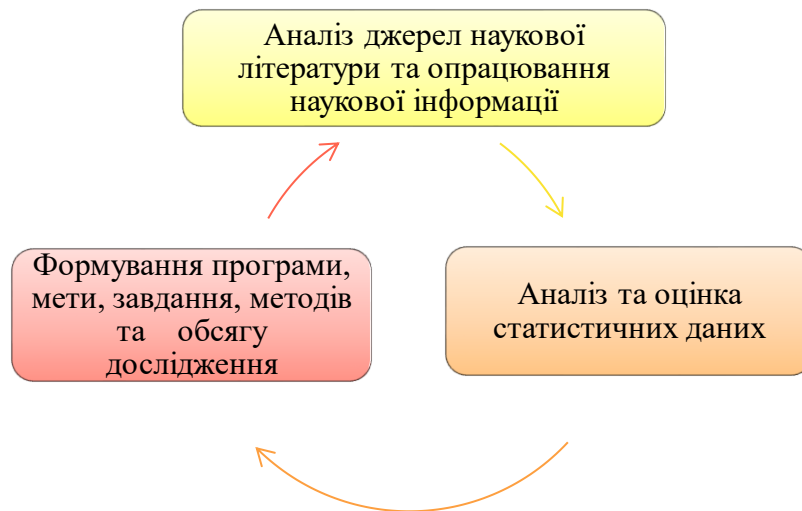 Аналіз джерел наукової
літератури та опрацювання
наукової інформації
Формування програми,
мети, завдання, методів
та обсягу
дослідження
Аналіз та оцінка
статистичних даних